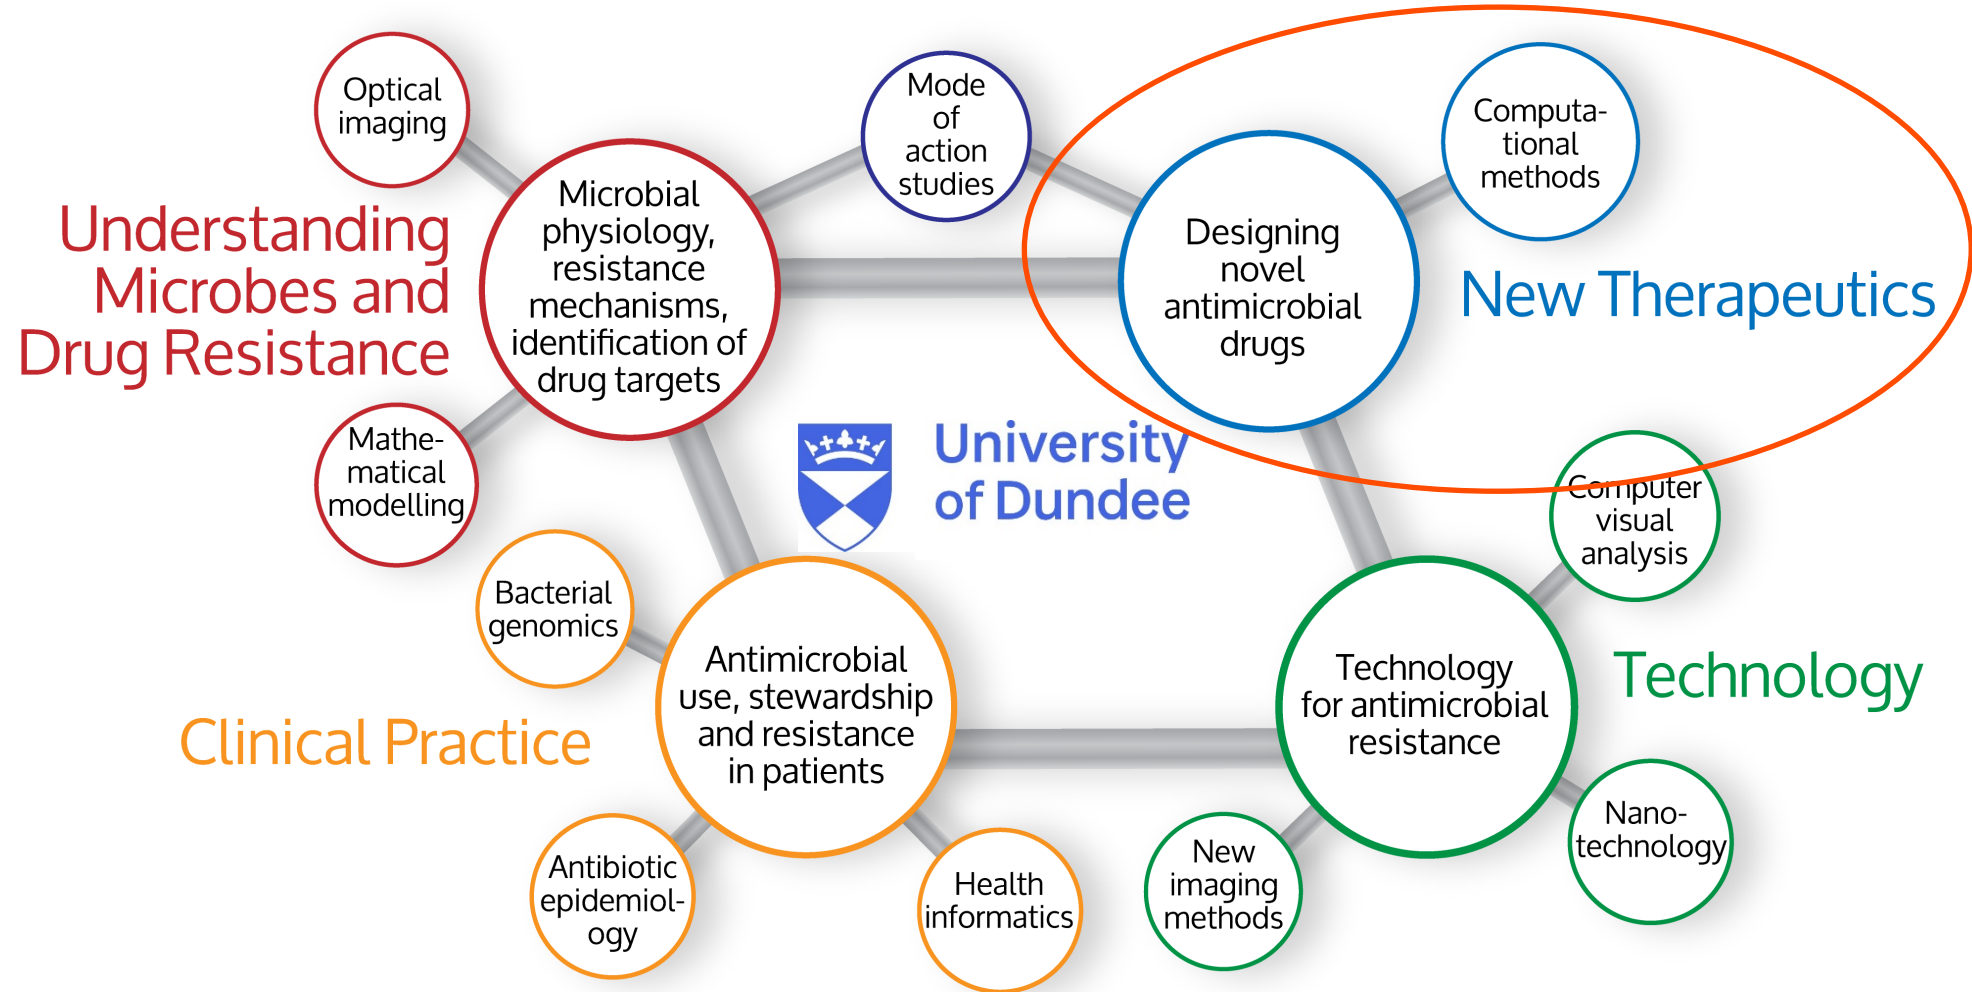 Optical
imaging
Understanding
Microbes and
Drug Resistance
Microbial
physiology,
resistance
mechanisms,
identification of
drug targets
Mathe-
matical
modelling
Mode
of
action
studies
Designing
novel
antimicrobial
drugs
Computa-
tional
methods
New Therapeutics
University
of Dundee
Bacterial
genomics
Clinical Practice
Antimicrobial
use, stewardship
and resistance
in patients
Antibiotic
epidemiol-
ogy
Health
informatics
Computer
visual
analysis
Technology
for antimicrobial
resistance
Technology
New
imaging
methods
Nano-
technology